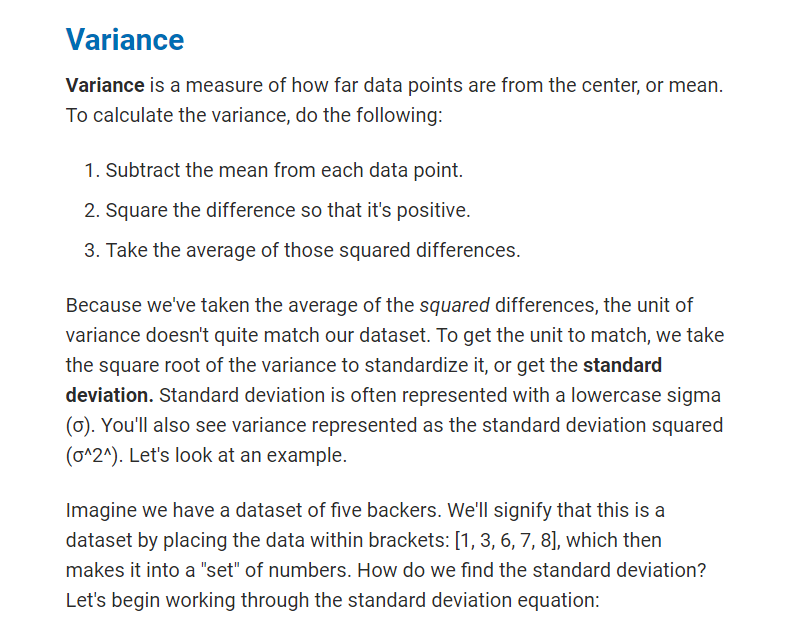 Variance
Variance is a measure of how far data points are from the center, or mean.
To calculate the variance, do the following:
1. Subtract the mean from each data point.
2. Square the difference so that it's positive.
3. Take the average of those squared differences.
Because we've taken the average of the squared differences, the unit of
variance doesn't quite match our dataset. To get the unit to match, we take
the square root of the variance to standardize it, or get the standard
deviation. Standard deviation is often represented with a lowercase sigma
(σ). You'll also see variance represented as the standard deviation squared
(σ^2^). Let's look at an example.
Imagine we have a dataset of five backers. We'll signify that this is a
dataset by placing the data within brackets: [1, 3, 6, 7, 8], which then
makes it into a "set" of numbers. How do we find the standard deviation?
Let's begin working through the standard deviation equation: